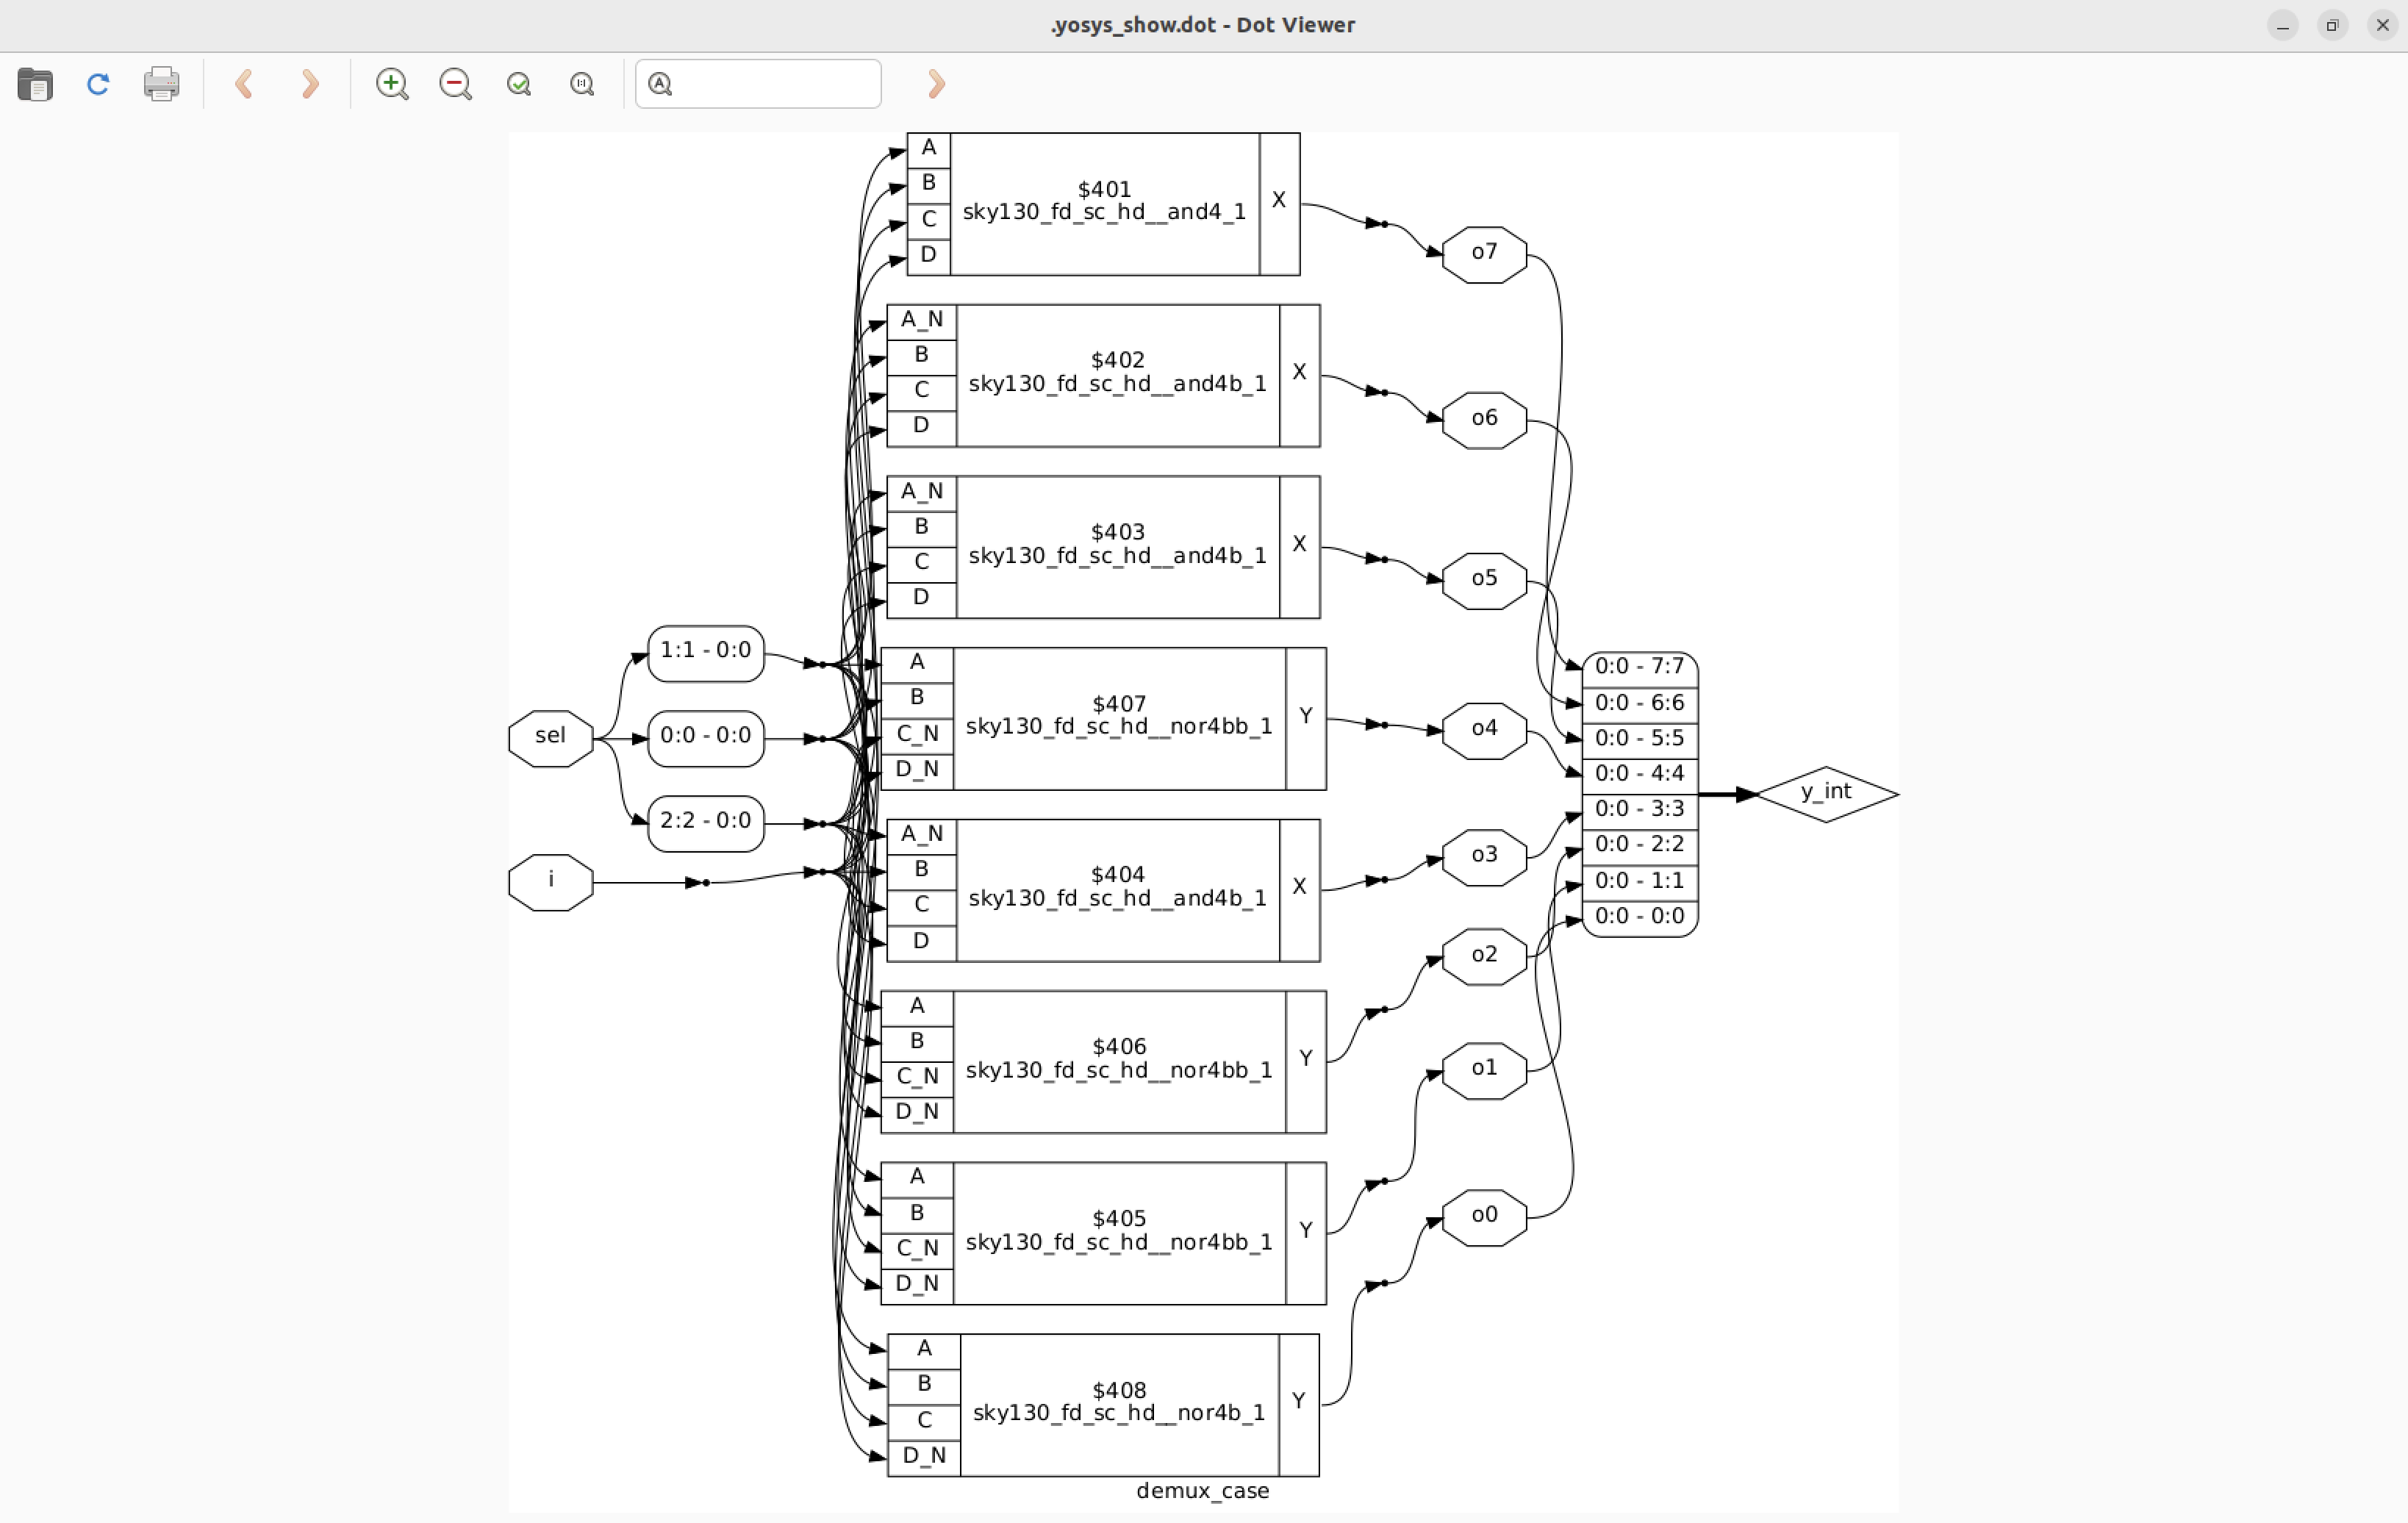 .yosys_show.dot - Dot Viewer
A
B
C
D
$401
sky130_fd_sc_hd__and4_1
X
o7
A_N
B
C
D
$402
sky130_fd_sc_hd__and4b_1
X
o6
A_N
B
C
D
$403
sky130_fd_sc_hd__and4b_1
X
o5
sel
1:1 - 0:0
0:0 - 0:0
2:2 - 0:0
i
A
B
C_N
D_N
$407
sky130_fd_sc_hd__nor4bb_1
Y
o4
A_N
B
C
D
$404
sky130_fd_sc_hd__and4b_1
X
o3
0:0 - 7:7
0:0 - 6:6
0:0 - 5:5
0:0 - 4:4
0:0 - 3:3
0:0 - 2:2
0:0 - 1:1
0:0 - 0:0
y_int
A
B
C_N
D_N
$406
sky130_fd_sc_hd__nor4bb_1
Y
o2
A
B
C_N
D_N
$405
sky130_fd_sc_hd__nor4bb_1
Y
o1
A
B
C
D_N
$408
sky130_fd_sc_hd__nor4b_1
Y
o0
demux_case